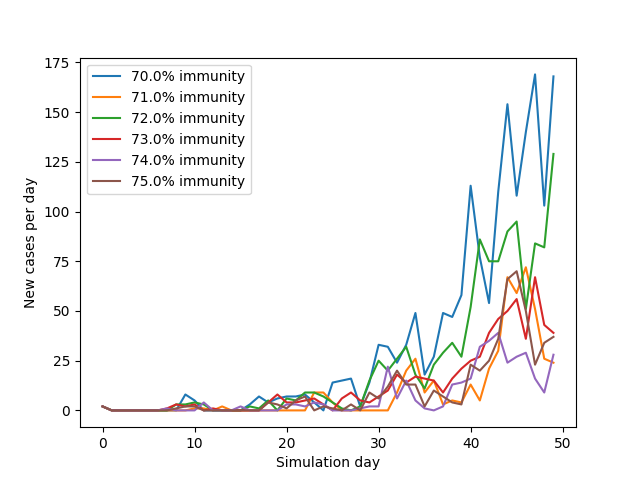 175
150
125
100
75
50
25
0
New cases per day
70.0% immunity
71.0% immunity
72.0% immunity
73.0% immunity
74.0% immunity
75.0% immunity
0 10 20 30 40 50
Simulation day